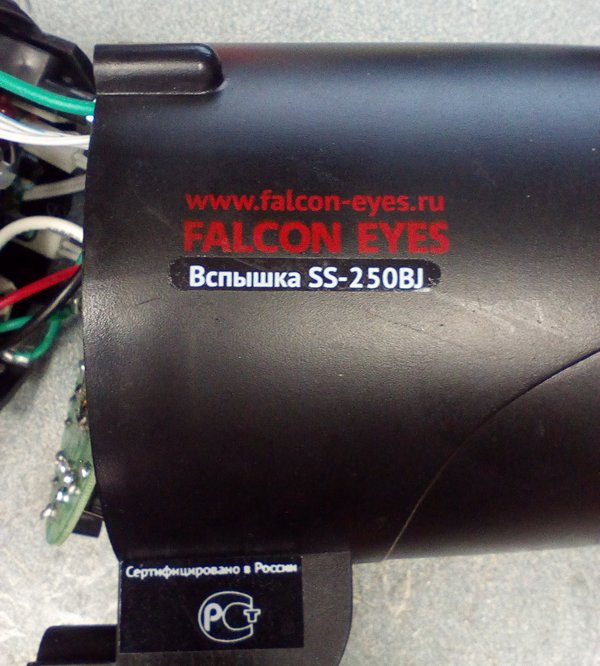 www.falcon-eyes.ru
FALCON EYES
Вспышка SS-250BJ
Сертифицировано в России
РСТ